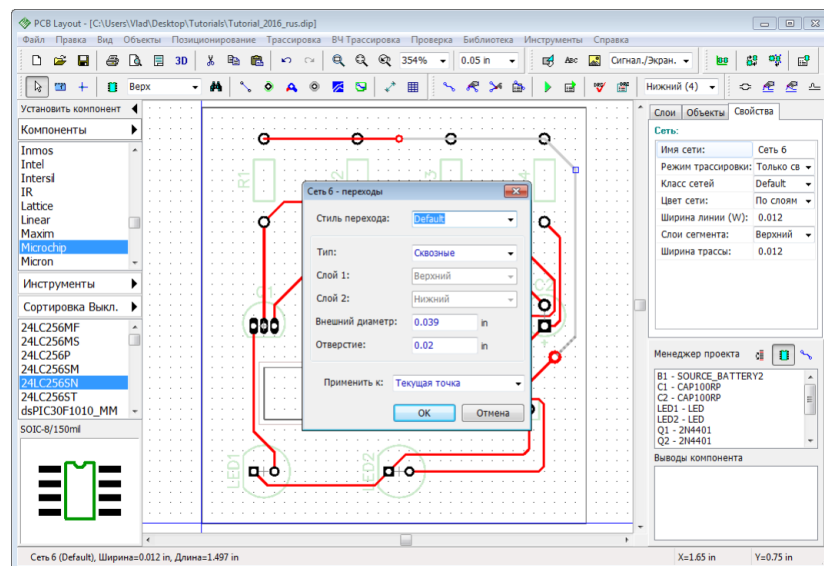 PCB Layout - [C:\Users\Vlad\Desktop\Tutorials\Tutorial_2016_rus.dip]
Файл Правка Вид Объекты Позиционирование Трассировка ВЧ Трассировка Проверка Библиотека Инструменты Справка
3D 354% 0.05 in Abc Сигнал./Экран.
Верх Нижний (4)
Установить компонент
Компоненты
Inmos
Intel
Intersil
IR
Lattice
Linear
Maxim
Microchip
Micron
Инструменты
Сортировка Выкл.
24LC256MF
24LC256MS
24LC256P
24LC256SM
24LC256SN
24LC256ST
dsPIC30F1010_MM
SOIC-8/150mil
R1
C1
C2
LED1
LED2
Сеть 6 - переходы
Стиль перехода: Default
Тип: Сквозные
Слой 1: Верхний
Слой 2: Нижний
Внешний диаметр: 0.039 in
Отверстие: 0.02 in
Применить к: Текущая точка
OK Отмена
Слои Объекты Свойства
Сеть:
Имя сети: Сеть 6
Режим трассировки: Только св
Класс сетей Default
Цвет сети: По слоям
Ширина линии (W): 0.012
Слои сегмента: Верхний
Ширина трассы: 0.012
Менеджер проекта
B1 - SOURCE_BATTERY2
C1 - CAP100RP
C2 - CAP100RP
LED1 - LED
LED2 - LED
Q1 - 2N4401
Q2 - 2N4401
Выводы компонента
Сеть 6 (Default), Ширина=0.012 in, Длина=1.497 in
X=1.65 in Y=0.75 in